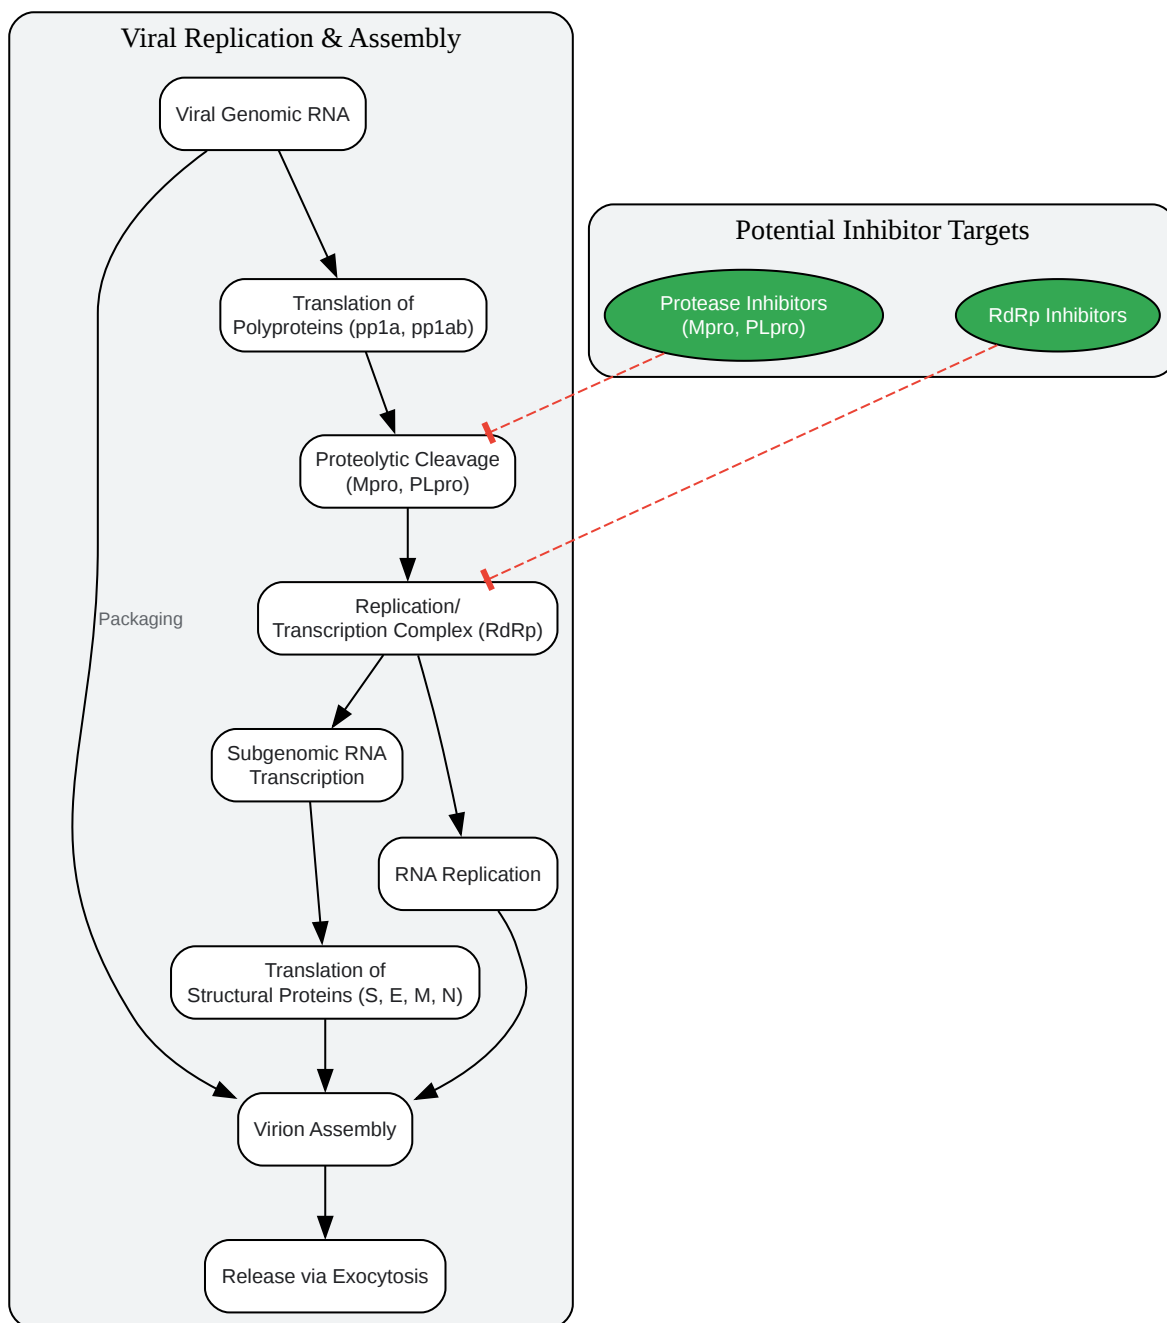 Viral Replication & Assembly
Viral Genomic RNA
Potential Inhibitor Targets
Translation of
Polyproteins (pp1a, pp1ab)
Protease Inhibitors
(Mpro, PLpro)
RdRp Inhibitors
Proteolytic Cleavage
(Mpro, PLpro)
Replication/
Transcription Complex (RdRp)
Packaging
Subgenomic RNA
Transcription
RNA Replication
Translation of
Structural Proteins (S, E, M, N)
Virion Assembly
Release via Exocytosis